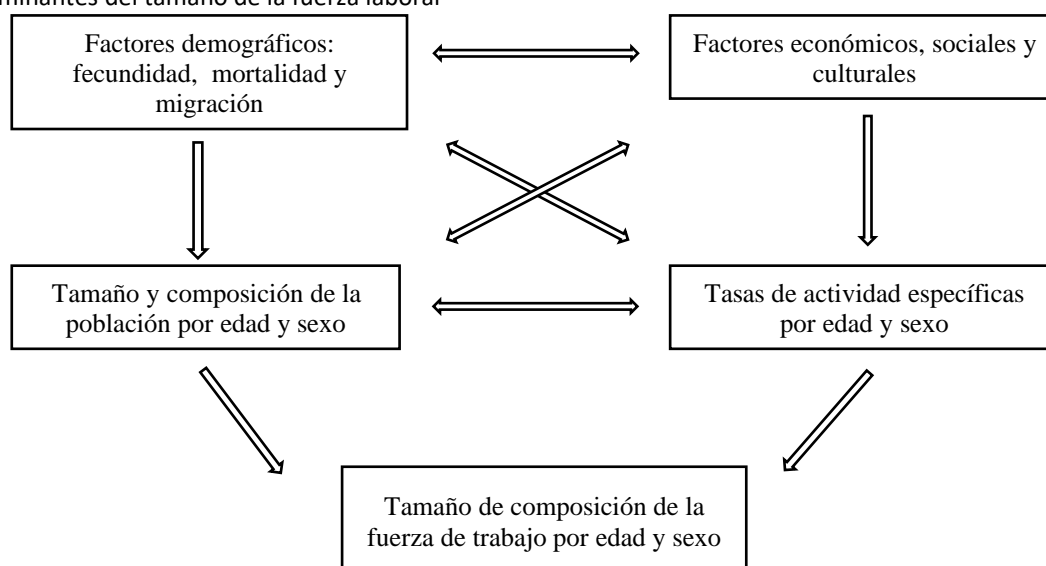 del tamaño de la fuerza laboral
Factores demográficos:
fecundidad, mortalidad y
migración
Factores económicos, sociales y
culturales
Tamaño y composición de la
población por edad y sexo
Tasas de actividad específicas
por edad y sexo
Tamaño de composición de la
fuerza de trabajo por edad y sexo